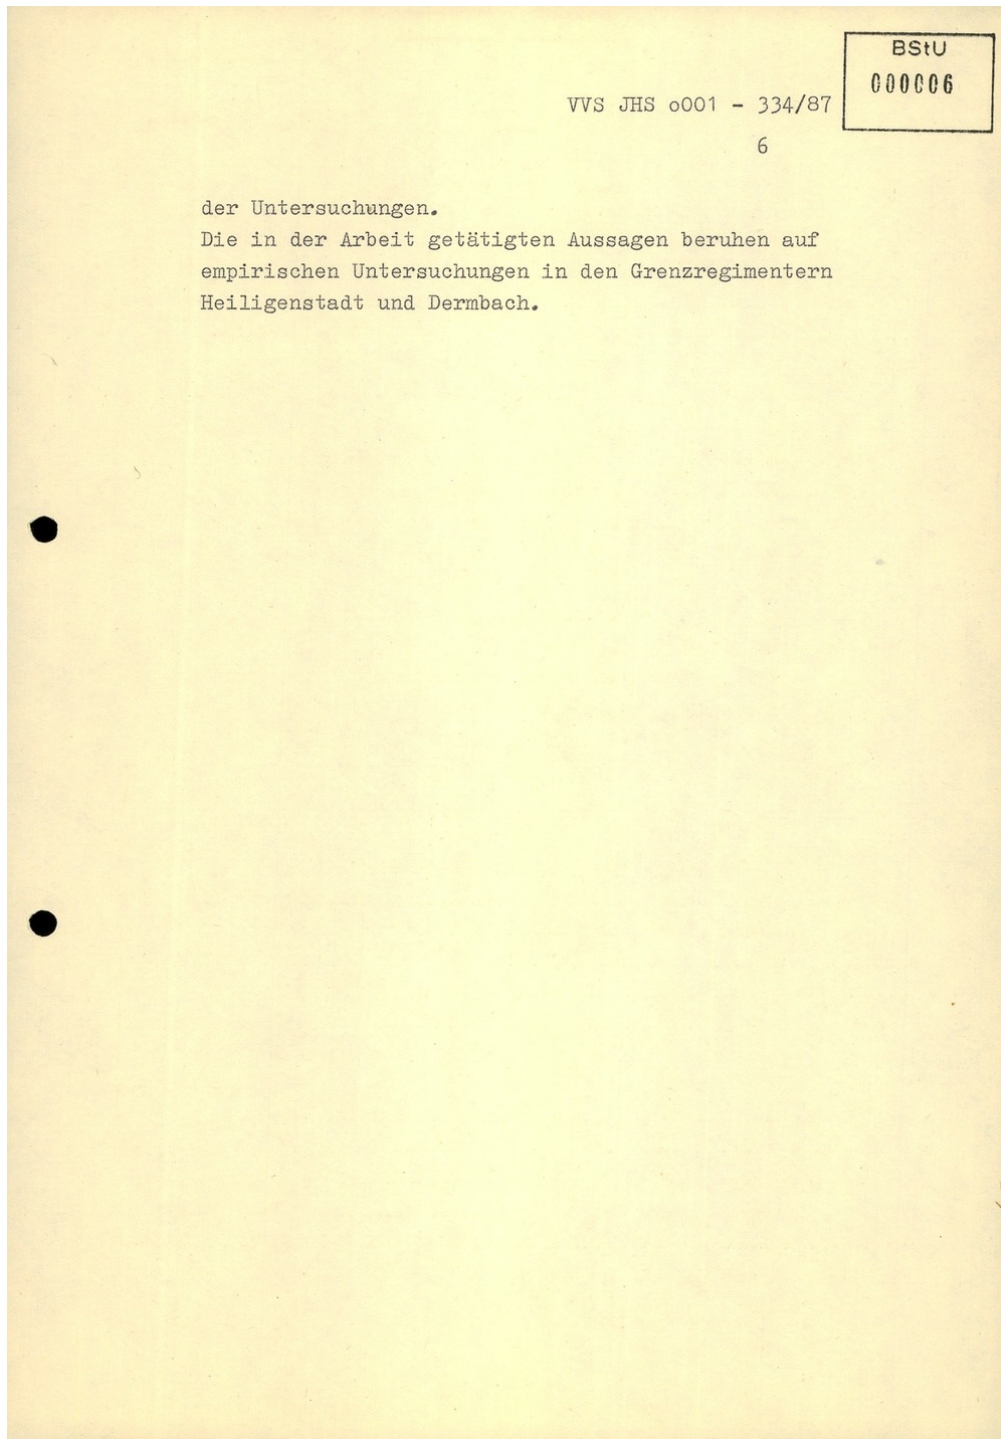 BStU
000006
VVS JHS o001 - 334/87
6
der Untersuchungen.
Die in der Arbeit getätigten Aussagen beruhen auf
empirischen Untersuchungen in den Grenzregimentern
Heiligenstadt und Dermbach.